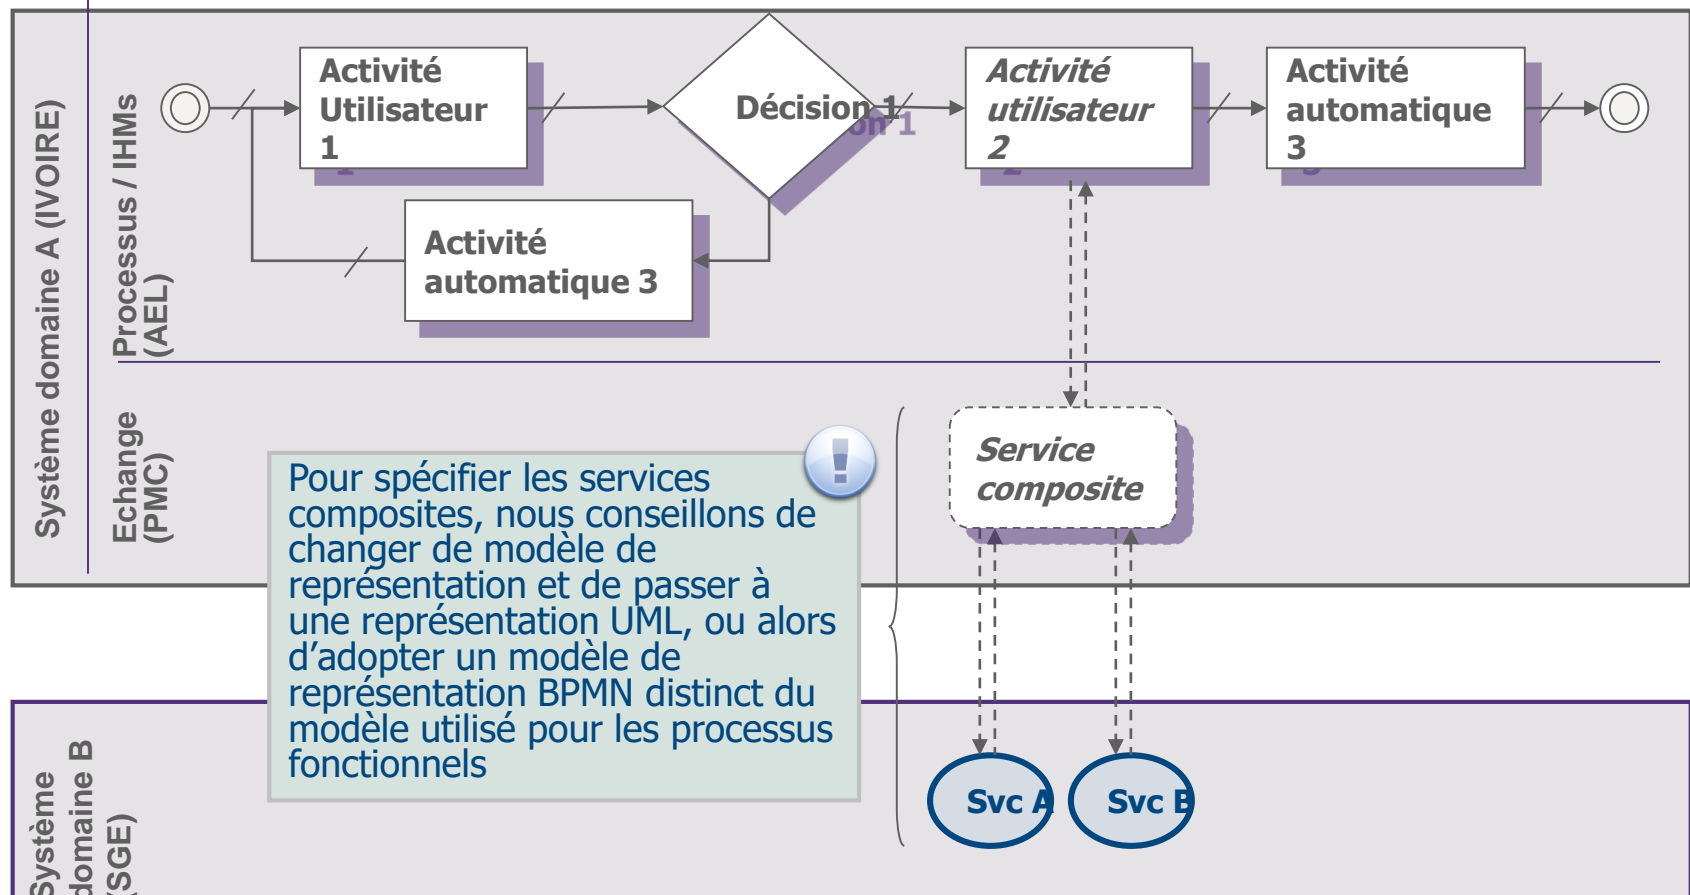 Système domaine A (IVOIRE)
Processus / IHMs
(AEL)
Activité
Utilisateur
1
Décision 1
Activité
utilisateur
2
Activité
automatique
3
Activité
automatique 3
Echange
(PMC)
Service
composite
Pour spécifier les services
composites, nous conseillons de
changer de modèle de
représentation et de passer à
une représentation UML, ou alors
d’adopter un modèle de
représentation BPMN distinct du
modèle utilisé pour les processus
fonctionnels
Système
domaine B
(SGE)
Svc A
Svc B